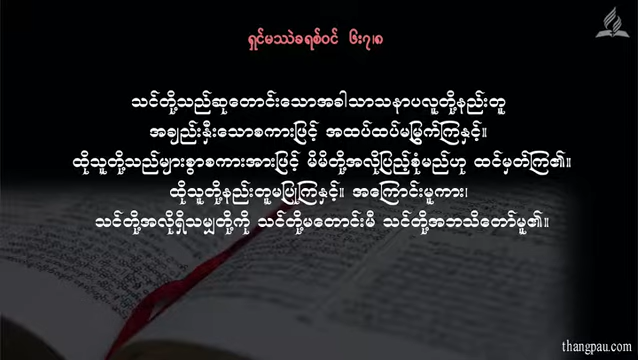 ရှင်မဿဲခရစ်ဝင် ၆း၇၊၈
သင်တို့သည်ဆုတောင်းသောအခါသာသနာပလူတို့နည်းတူ
အချည်းနှီးသောစကားဖြင့် အထပ်ထပ်မမြွက်ကြနှင့်။
ထိုသူတို့သည်များစွာစကားအားဖြင့် မိမိတို့အလိုပြည့်စုံမည်ဟု ထင်မှတ်ကြ၏။
ထိုသူတို့နည်းတူမပြုကြနှင့်။ အကြောင်းမူကား၊
သင်တို့အလိုရှိသမျှတို့ကို သင်တို့မတောင်းမီ သင်တို့အဘသိတော်မူ၏။
thangpau.com